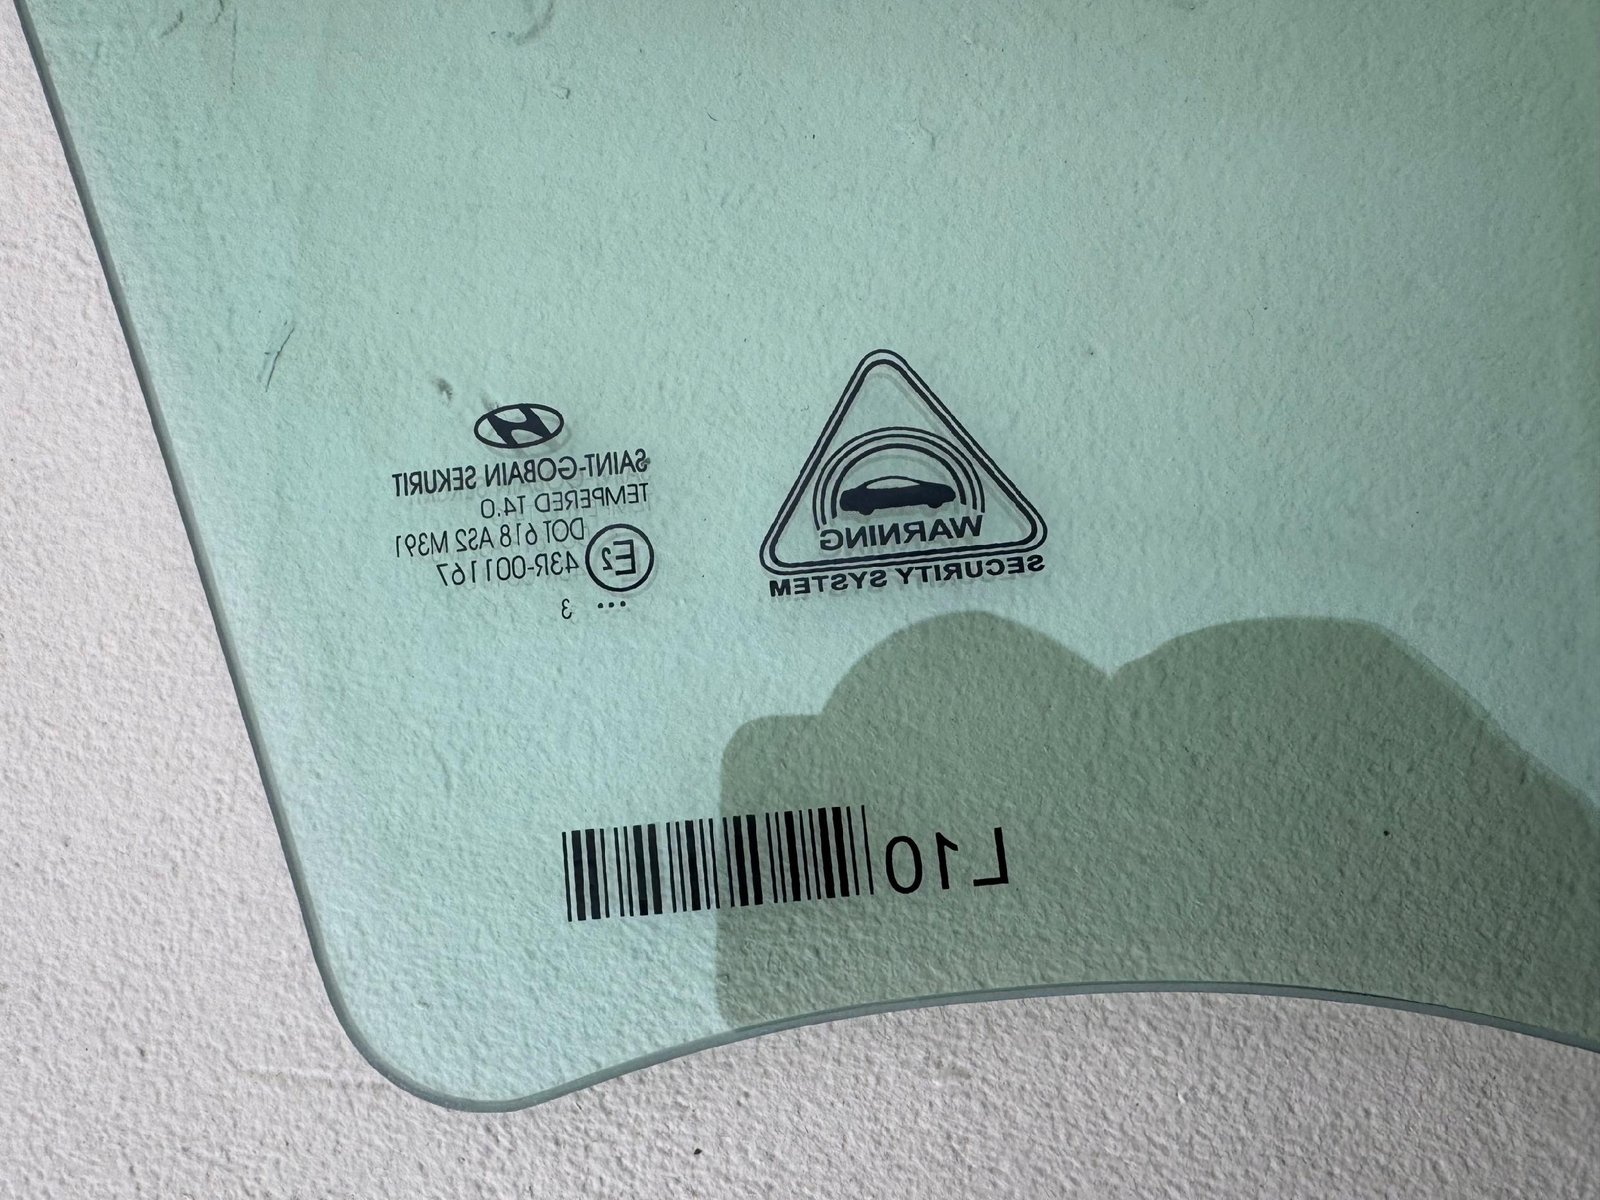 SAINT-GOBAIN SEKURIT
TEMPERED T4.0
DOT 618 AS2 M391
E2
43R-001167
... 3
WARNING
SECURITY SYSTEM
L10